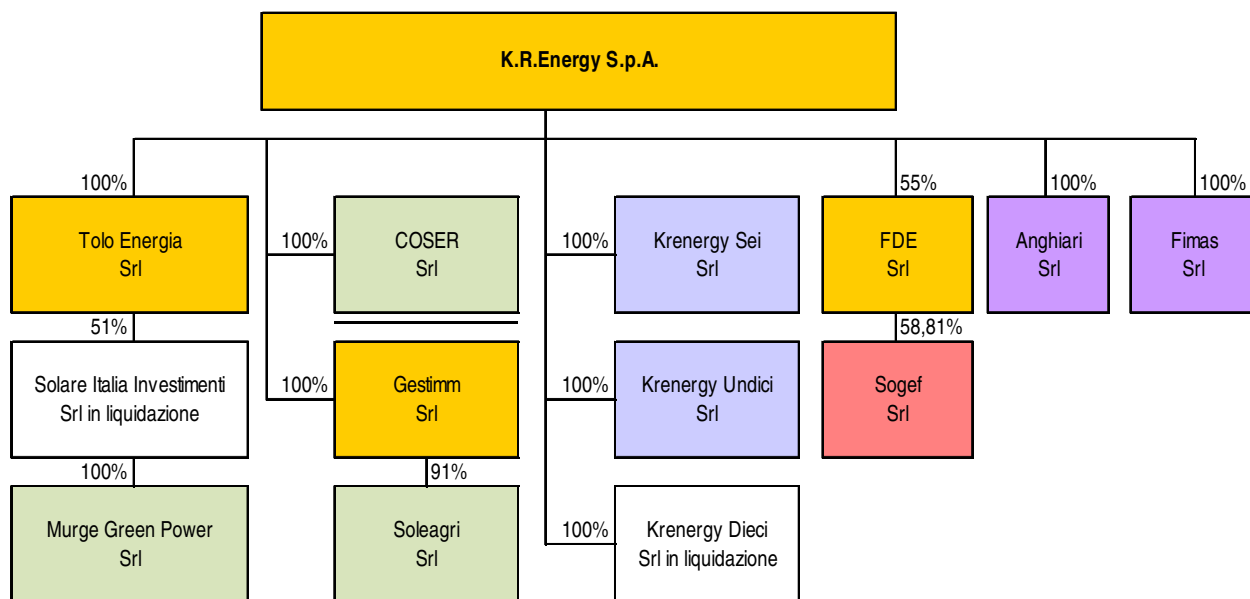 K.R.Energy S.p.A.
100%
55%
100%
100%
Tolo Energia
Srl
100%
COSER
Srl
100%
Krenergy Sei
Srl
FDE
Srl
Anghiari
Srl
Fimas
Srl
51%
58,81%
Solare Italia Investimenti
Srl in liquidazione
100%
Gestimm
Srl
100%
Krenergy Undici
Srl
Sogef
Srl
100%
91%
Murge Green Power
Srl
Soleagri
Srl
100%
Krenergy Dieci
Srl in liquidazione